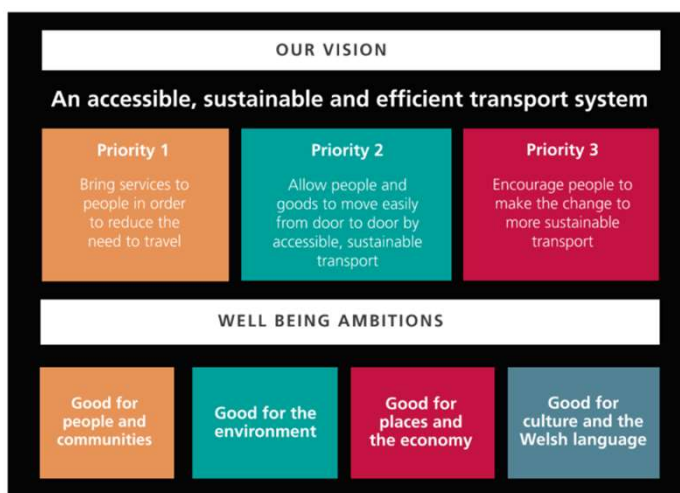 OUR VISION
An accessible, sustainable and efficient transport system
Priority 1
Bring services to
people in order
to reduce the
need to travel
Priority 2
Allow people and
goods to move easily
from door to door by
accessible, sustainable
transport
Priority 3
Encourage people to
make the change to
more sustainable
transport
WELL BEING AMBITIONS
Good for
people and
communities
Good for the
environment
Good for
places and
the economy
Good for
culture and the
Welsh language